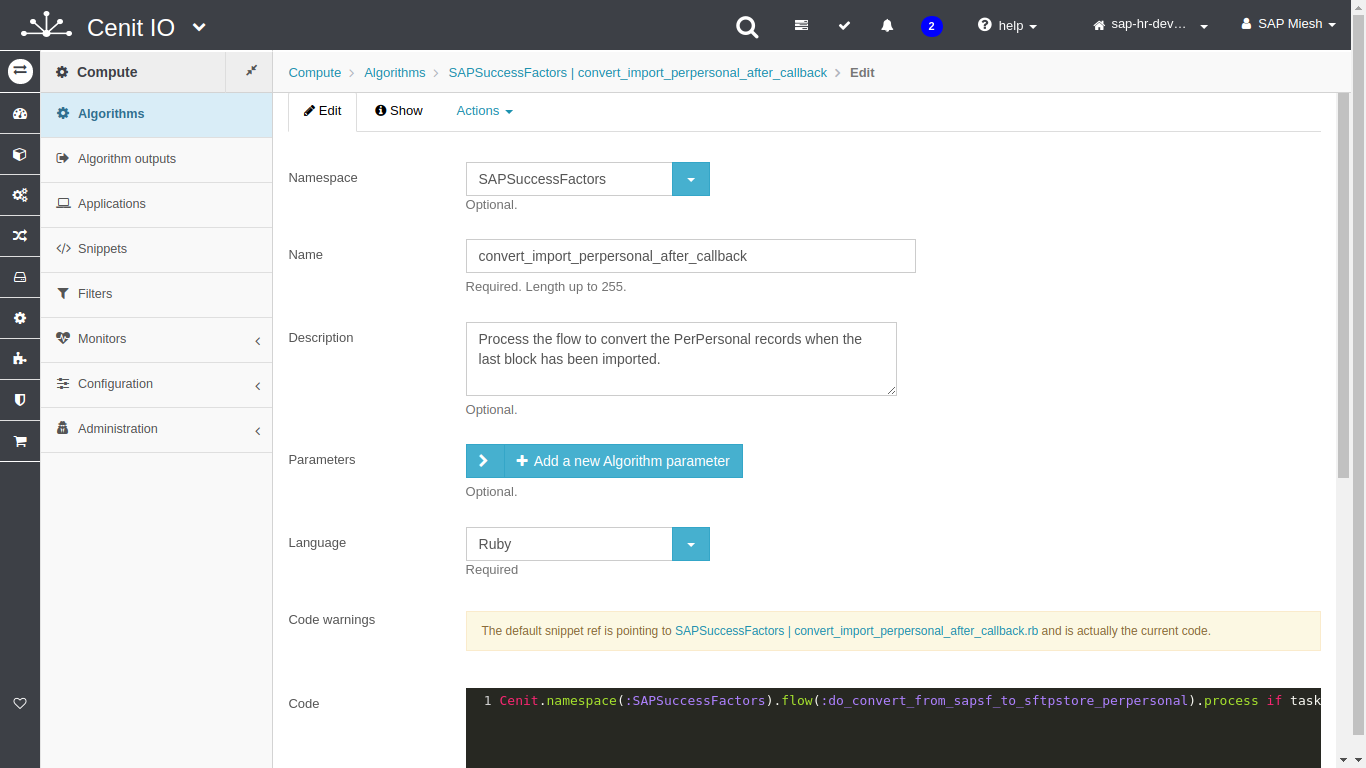 Cenit IO
2
help
sap-hr-dev…
SAP Miesh
Compute
Compute
Algorithms
SAPSuccessFactors | convert_import_perpersonal_after_callback
Edit
Algorithms
Algorithm outputs
Applications
Snippets
Filters
Monitors
Configuration
Administration
Edit
Show
Actions
Namespace
SAPSuccessFactors
Optional.
Name
convert_import_perpersonal_after_callback
Required. Length up to 255.
Description
Process the flow to convert the PerPersonal records when the
last block has been imported.
Optional.
Parameters
Add a new Algorithm parameter
Optional.
Language
Ruby
Required
Code warnings
The default snippet ref is pointing to SAPSuccessFactors | convert_import_perpersonal_after_callback.rb and is actually the current code.
Code
1 Cenit.namespace(:SAPSuccessFactors).flow(:do_convert_from_sapsf_to_sftpstore_perpersonal).process if task